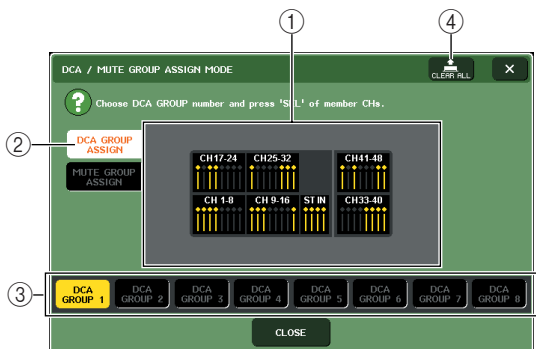 ① ④
DCA / MUTE GROUP ASSIGN MODE
CLEAR ALL
×
? Choose DCA GROUP number and press 'SEL' of member CHs.
② DCA GROUP
ASSIGN
MUTE GROUP
ASSIGN
CH17-24 CH25-32 CH41-48
CH 1-8 CH 9-16 ST IN CH33-40
③ DCA GROUP 1 DCA GROUP 2 DCA GROUP 3 DCA GROUP 4 DCA GROUP 5 DCA GROUP 6 DCA GROUP 7 DCA GROUP 8
CLOSE